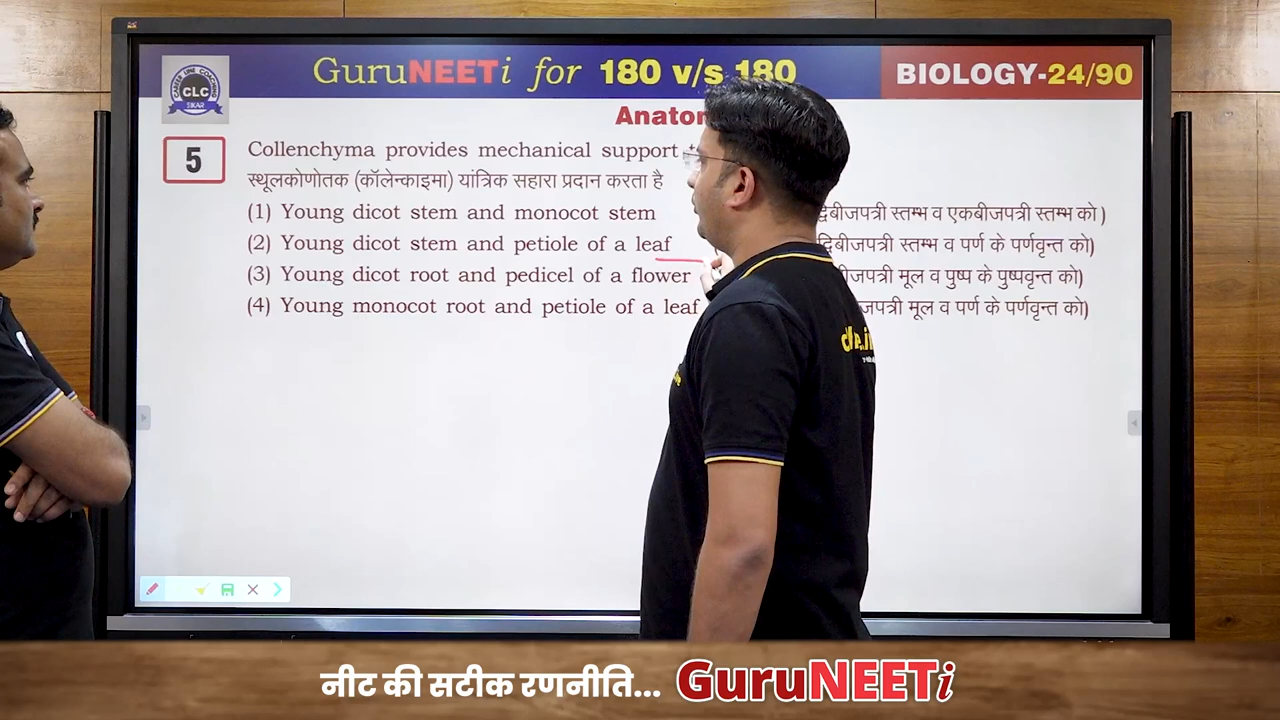 GuruNEETi for 180 v/s 180
BIOLOGY-24/90
CAREER LINE COACHING
CLC
SIKAR
5
Collenchyma provides mechanical support
स्थूलकोणोतक (कॉलेन्काइमा) यांत्रिक सहारा प्रदान करता है
(1) Young dicot stem and monocot stem द्विबीजपत्री स्तम्भ व एकबीजपत्री स्तम्भ को)
(2) Young dicot stem and petiole of a leaf द्विबीजपत्री स्तम्भ व पर्ण के पर्णवृन्त को)
(3) Young dicot root and pedicel of a flower मूल व पुष्प के पुष्पवृन्त को)
(4) Young monocot root and petiole of a leaf मूल व पर्ण के पर्णवृन्त को)
नीट की सटीक रणनीति... GuruNEETi